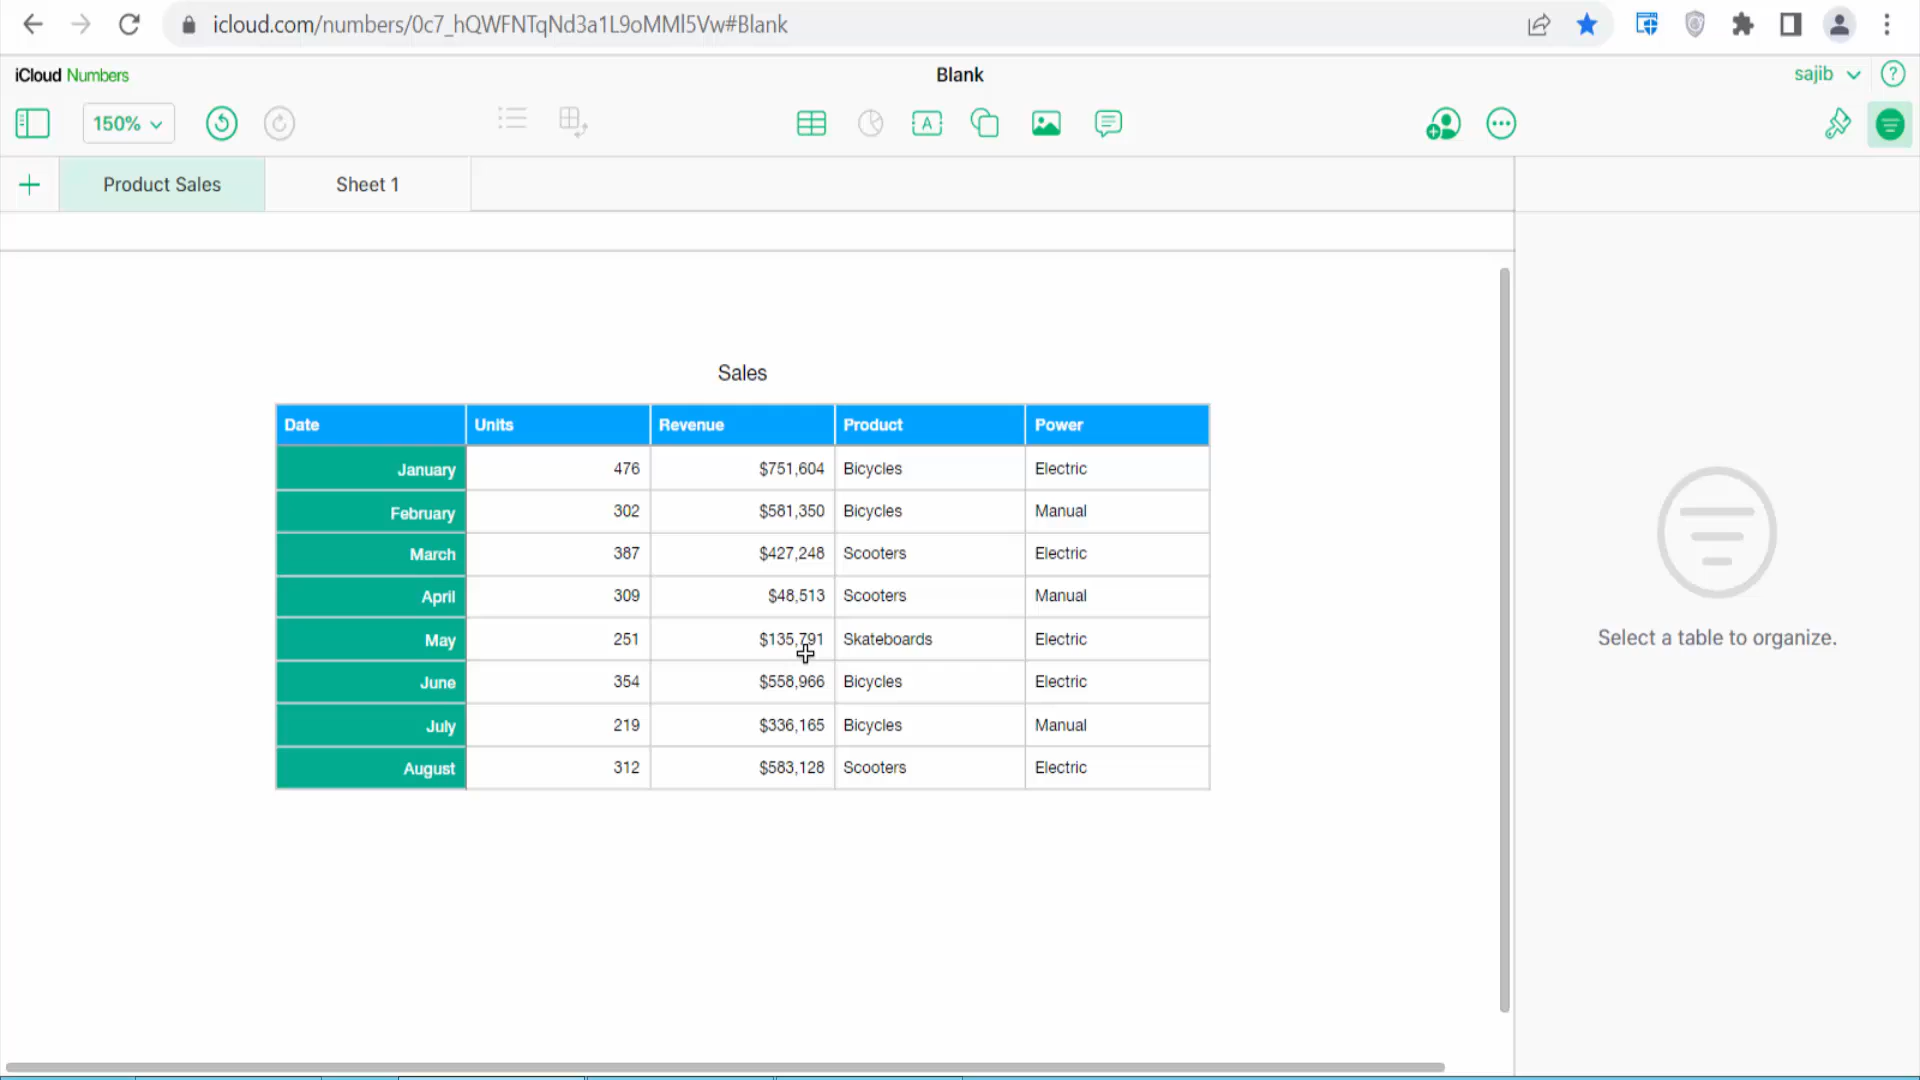 icloud.com/numbers/0c7_hQWFNTqNd3a1L9oMMl5Vw#Blank
iCloud Numbers
Blank
sajib
?
150%
A
Product Sales
Sheet 1
Sales
Date Units Revenue Product Power
January 476 $751,604 Bicycles Electric
February 302 $581,350 Bicycles Manual
March 387 $427,248 Scooters Electric
April 309 $48,513 Scooters Manual
May 251 $135,791 Skateboards Electric
June 354 $558,966 Bicycles Electric
July 219 $336,165 Bicycles Manual
August 312 $583,128 Scooters Electric
Select a table to organize.